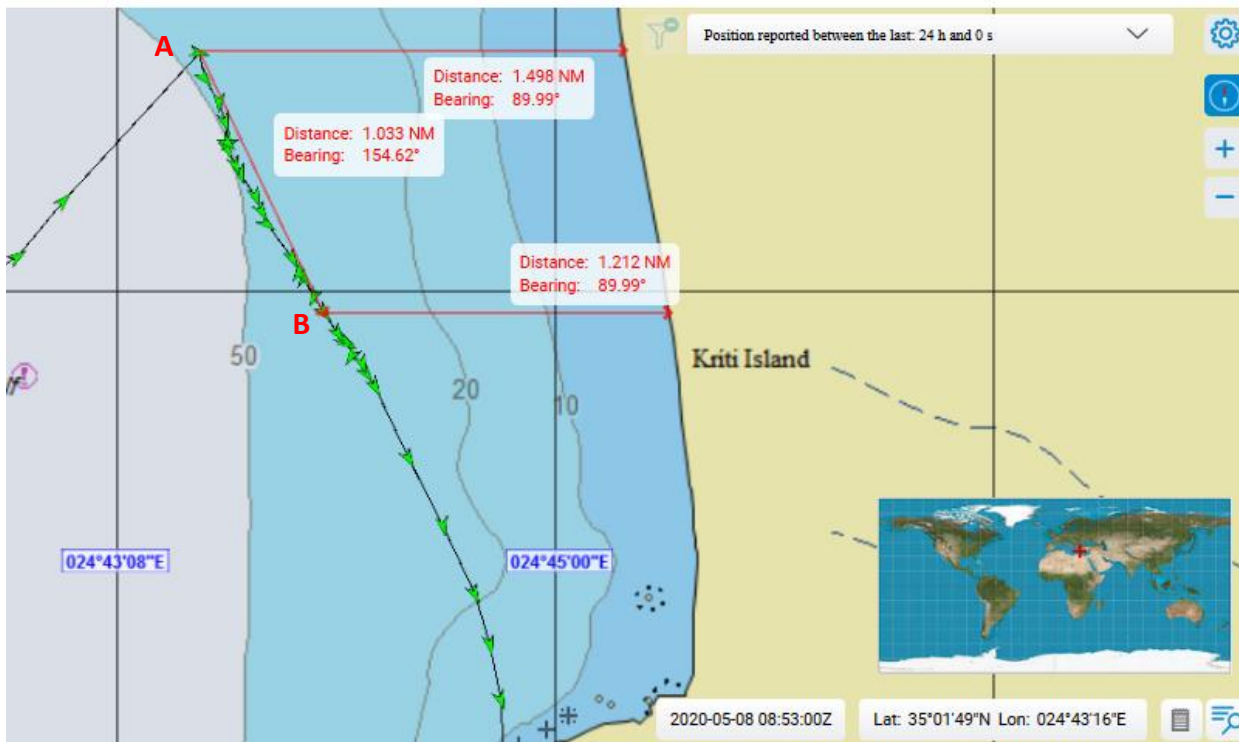 A
Position reported between the last: 24 h and 0 s
Distance: 1.498 NM
Bearing: 89.99°
Distance: 1.033 NM
Bearing: 154.62°
Distance: 1.212 NM
Bearing: 89.99°
B
50
Kriti Island
20
10
024°43'08"E
024°45'00"E
2020-05-08 08:53:00Z
Lat: 35°01'49"N Lon: 024°43'16"E